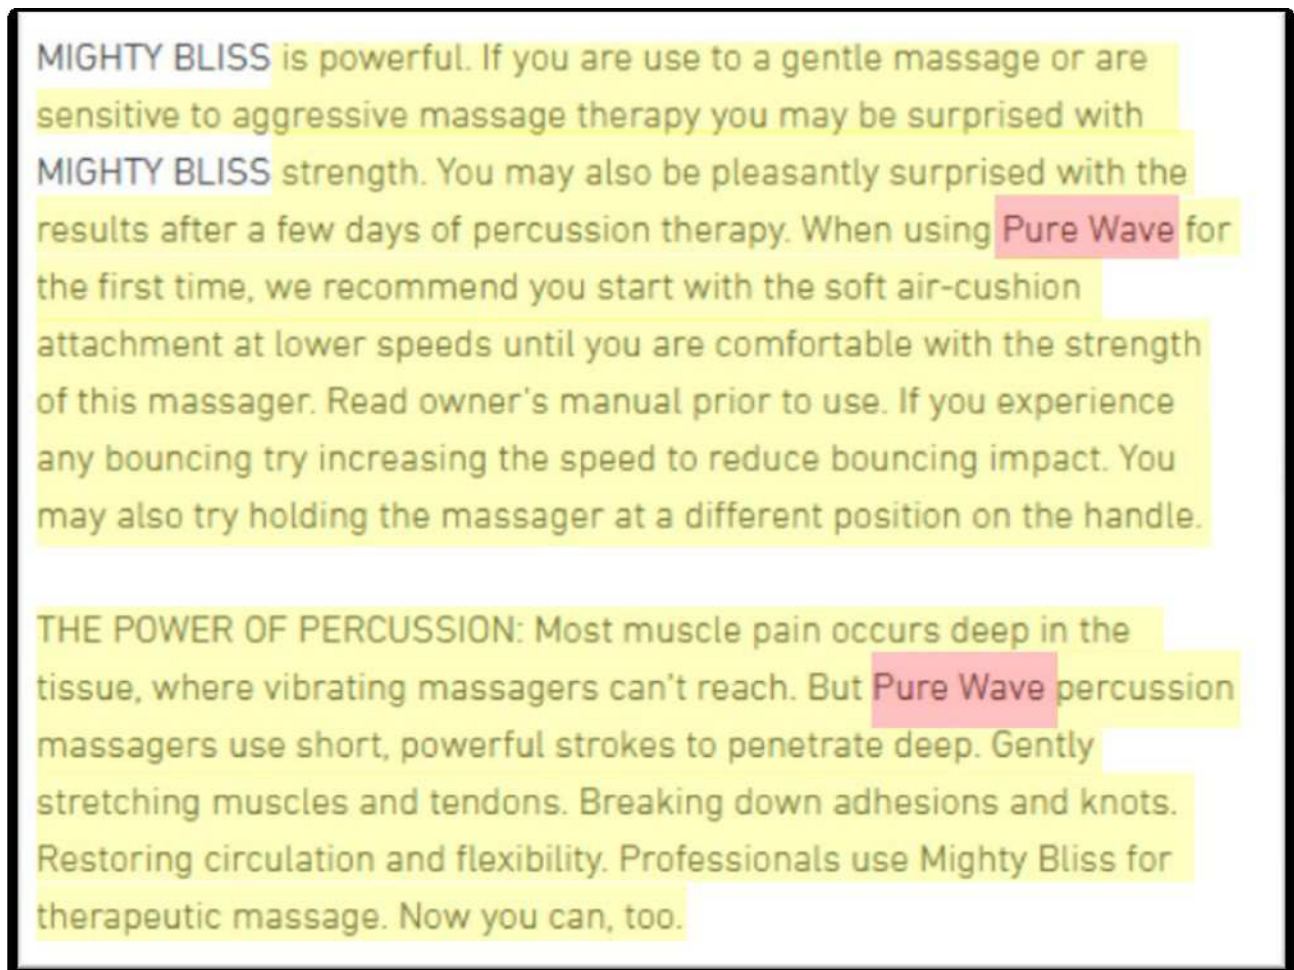 MIGHTY BLISS is powerful. If you are use to a gentle massage or are
sensitive to aggressive massage therapy you may be surprised with
MIGHTY BLISS strength. You may also be pleasantly surprised with the
results after a few days of percussion therapy. When using Pure Wave for
the first time, we recommend you start with the soft air-cushion
attachment at lower speeds until you are comfortable with the strength
of this massager. Read owner's manual prior to use. If you experience
any bouncing try increasing the speed to reduce bouncing impact. You
may also try holding the massager at a different position on the handle.
THE POWER OF PERCUSSION: Most muscle pain occurs deep in the
tissue, where vibrating massagers can't reach. But Pure Wave percussion
massagers use short, powerful strokes to penetrate deep. Gently
stretching muscles and tendons. Breaking down adhesions and knots.
Restoring circulation and flexibility. Professionals use Mighty Bliss for
therapeutic massage. Now you can, too.